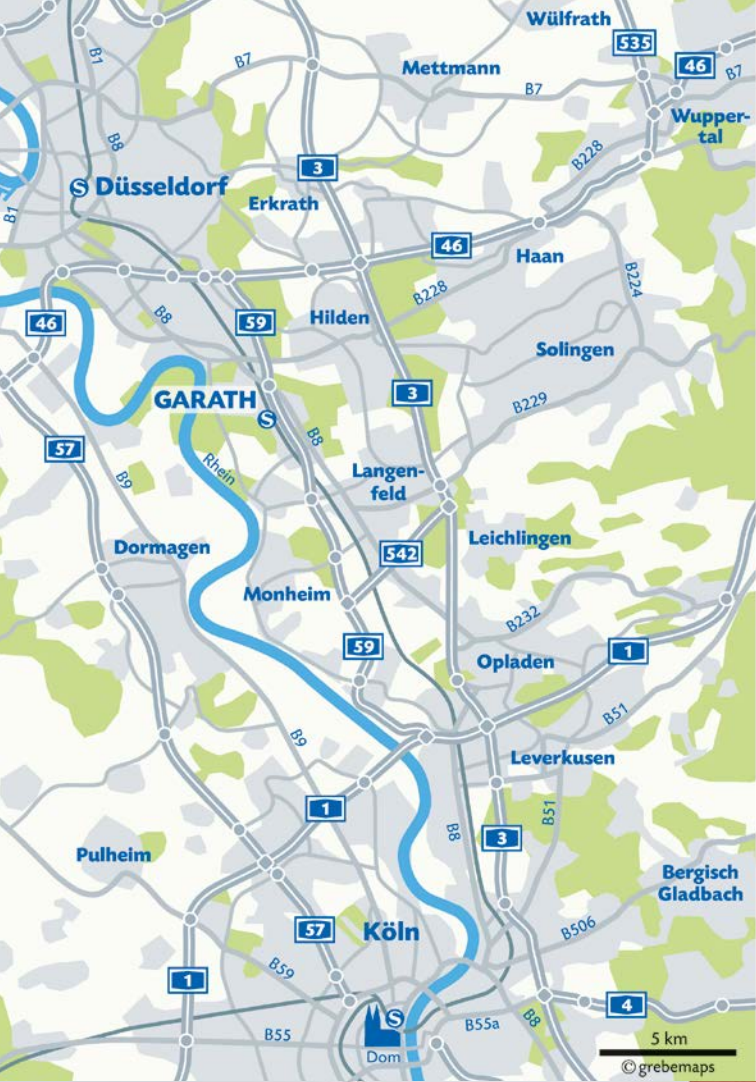 Wülfrath
535
B1
B7
46
Mettmann
B7
B7
Wupper-
tal
B8
B228
3
S Düsseldorf
Erkrath
B1
46
Haan
B228
B224
46
B8
59
Hilden
Solingen
3
GARATH
S
B229
57
B8
Rhein
B9
Langen-
feld
Dormagen
542
Leichlingen
Monheim
B232
59
1
Opladen
B51
B9
Leverkusen
1
B51
B8
3
Pulheim
Bergisch
Gladbach
57
Köln
B506
B59
1
4
S
B55
B55a
B8
Dom
5 km
© grebemaps